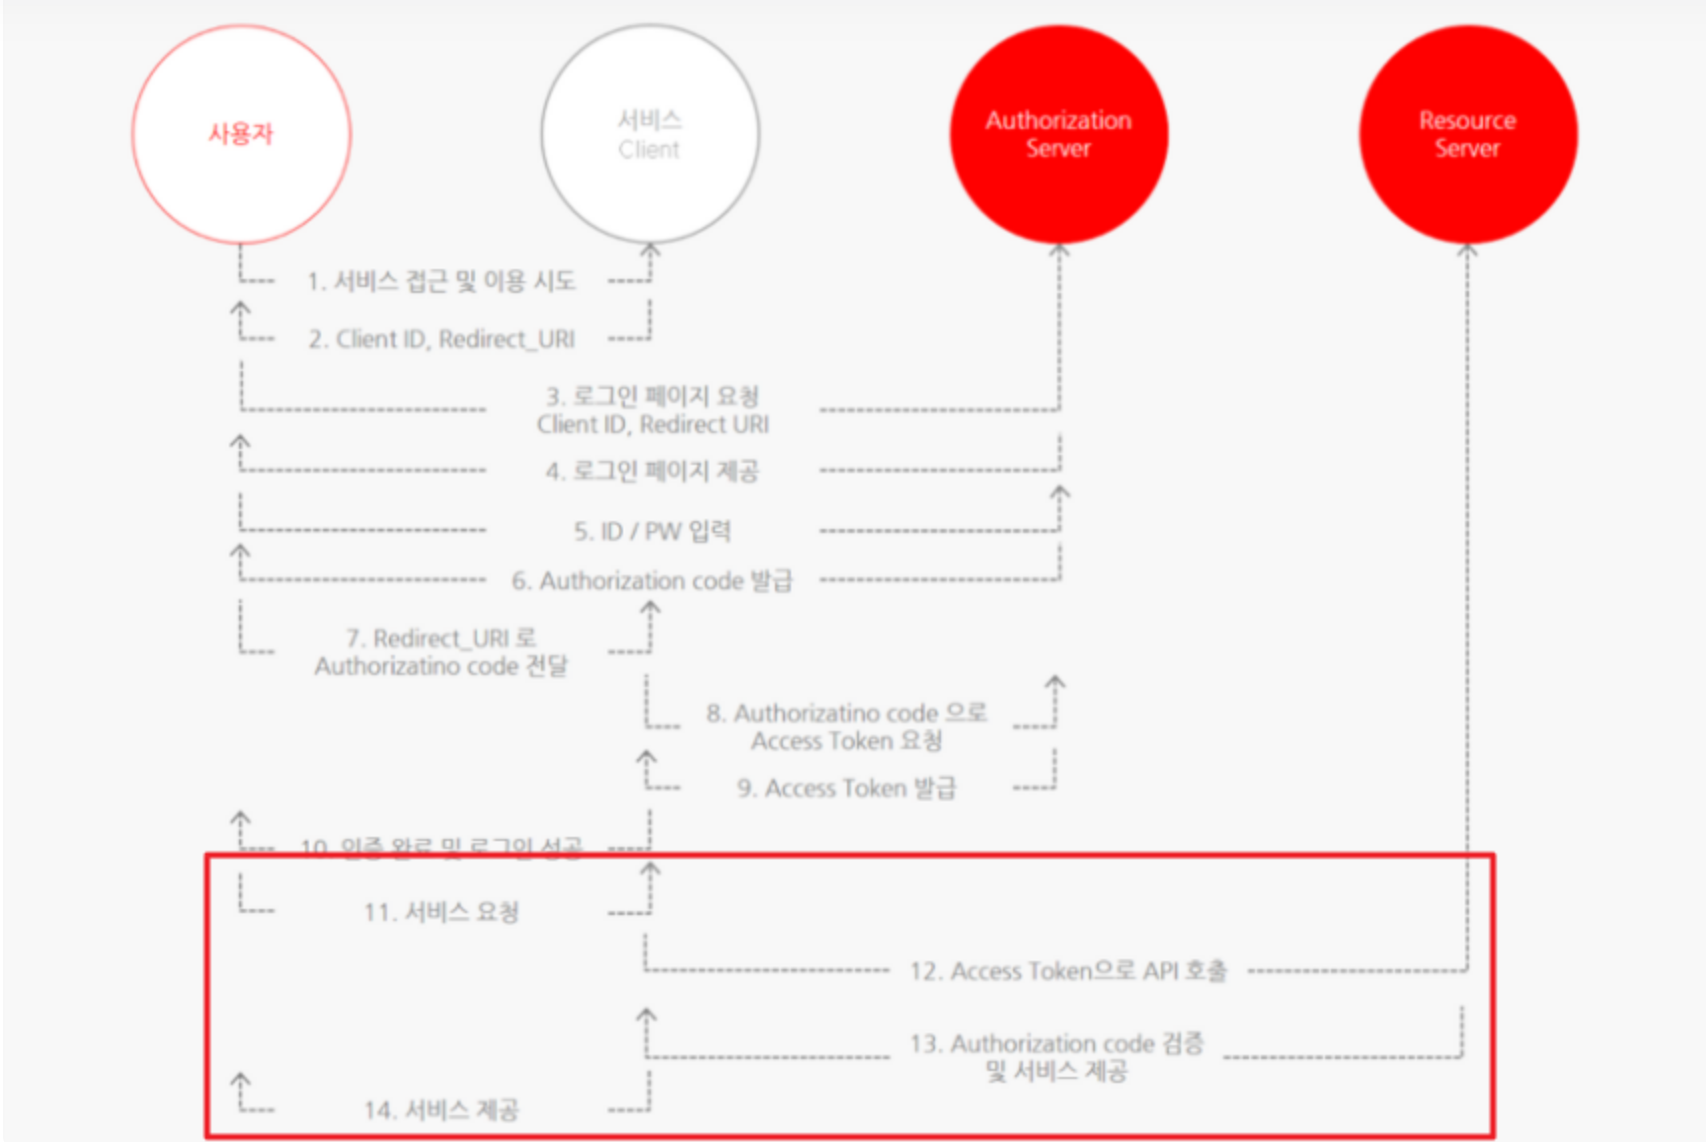 사용자
서비스
Client
Authorization
Server
Resource
Server
1. 서비스 접근 및 이용 시도
2. Client ID, Redirect_URI
3. 로그인 페이지 요청
Client ID, Redirect URI
4. 로그인 페이지 제공
5. ID / PW 입력
6. Authorization code 발급
7. Redirect_URI 로
Authorizatino code 전달
8. Authorizatino code 으로
Access Token 요청
9. Access Token 발급
10. 인증 완료 및 로그인 성공
11. 서비스 요청
12. Access Token으로 API 호출
13. Authorization code 검증
및 서비스 제공
14. 서비스 제공